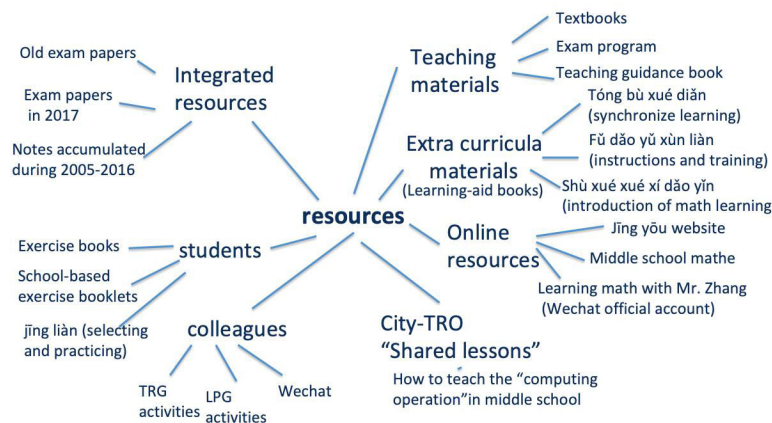 Old exam papers
Exam papers
in 2017
Notes accumulated
during 2005-2016
Integrated
resources
Teaching
materials
Textbooks
Exam program
Teaching guidance book
Extra curricula
materials
(Learning-aid books)
Tóng bù xué diǎn
(synchronize learning)
Fǔ dǎo yǔ xùn liàn
(instructions and training)
Shù xué xué xí dǎo yǐn
(introduction of math learning
resources
Online
resources
Jīng yōu website
Middle school mathe
Learning math with Mr. Zhang
(Wechat official account)
students
Exercise books
School-based
exercise booklets
jīng liàn (selecting
and practicing)
colleagues
TRG
activities
LPG
activities
Wechat
City-TRO
“Shared lessons”
How to teach the “computing
operation”in middle school